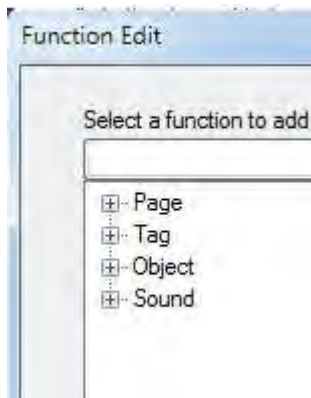 Function Edit
Select a function to add
Page
Tag
Object
Sound